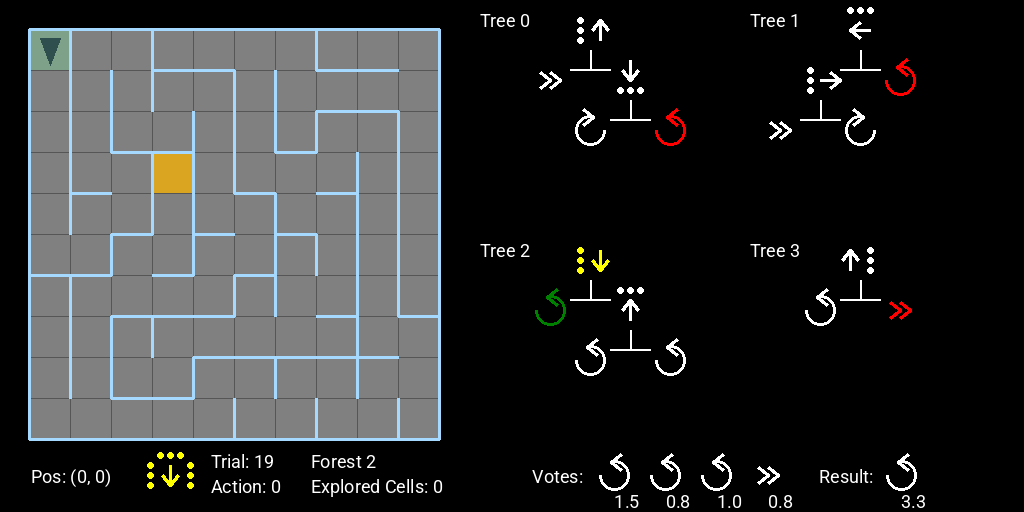 Tree 0
Tree 1
Tree 2
Tree 3
Pos: (0, 0)
Trial: 19
Forest 2
Action: 0
Explored Cells: 0
Votes:
1.5
0.8
1.0
0.8
Result:
3.3